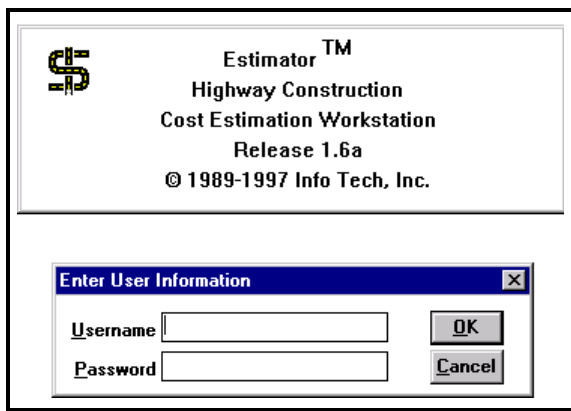 Estimator TM
Highway Construction
Cost Estimation Workstation
Release 1.6a
© 1989-1997 Info Tech, Inc.
Enter User Information
Username
OK
Password
Cancel